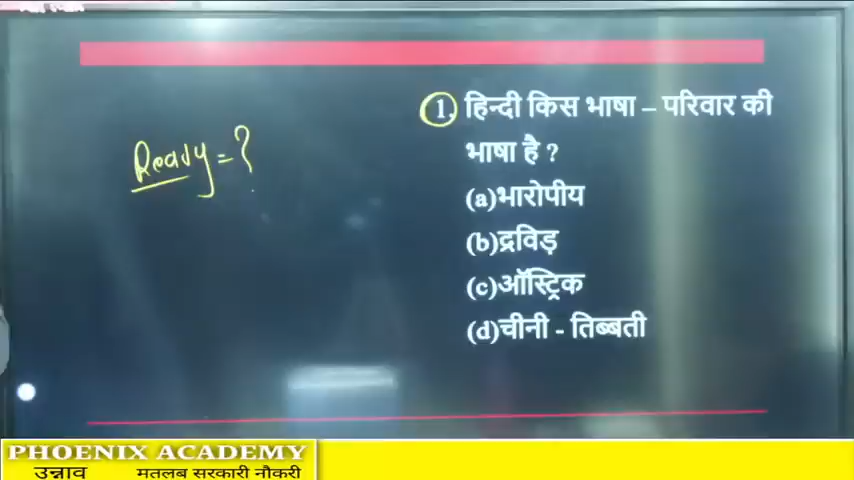 Ready = ?
1. हिन्दी किस भाषा – परिवार की
भाषा है ?
(a)भारोपीय
(b)द्रविड़
(c)ऑस्ट्रिक
(d)चीनी - तिब्बती
PHOENIX ACADEMY
उन्नाव मतलब सरकारी नौकरी